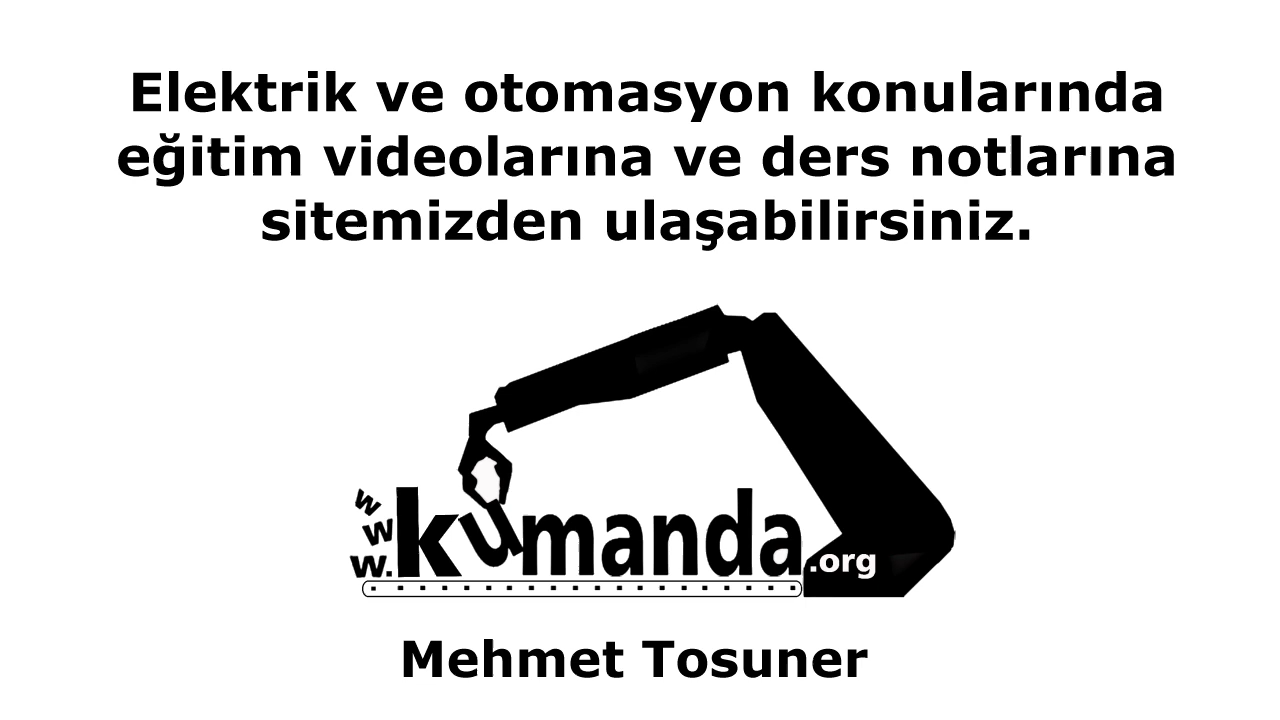 Elektrik ve otomasyon konularında
eğitim videolarına ve ders notlarına
sitemizden ulaşabilirsiniz.
www.kumanda.org
Mehmet Tosuner